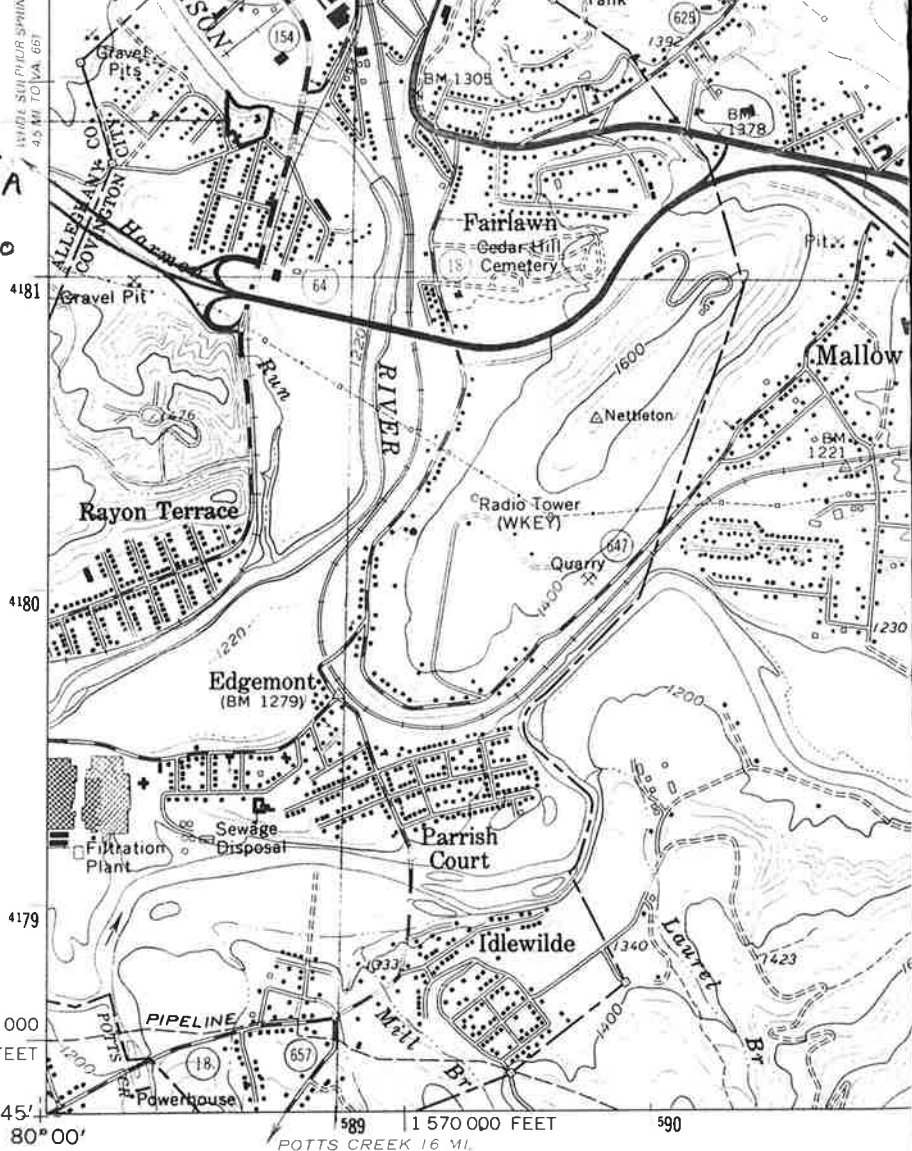 WHITE SULPHUR SPRIN
4.5 MI. TO VA. 661
SON
154
Tank
625
1392
Gravel
Pits
BM 1305
BM
1378
ALLEGHANY CO
COVINGTON CITY
A
O
Harmon
Fairlawn
Cedar Hill
Cemetery
18
Pit
4181
64
Gravel Pit
1220
RIVER
1600
Mallow
Run
Nettleton
1476
BM
1221
Rayon Terrace
Radio Tower
(WKEY)
647
Quarry
1400
4180
1230
1220
Edgemont
(BM 1279)
1200
Sewage
Disposal
Filtration
Plant
Parrish
Court
4179
Idlewilde
1340
Laurel
1423
1233
1400
000
FEET
PIPELINE
Mill
Br
Br
POTTS CR
1200
18
657
Powerhouse
45'
80°00'
589
1 570 000 FEET
590
POTTS CREEK 16 MI.